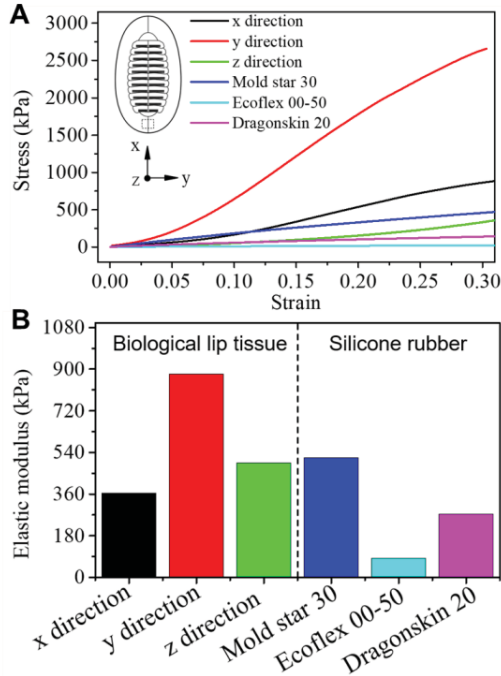 A
3000
2500
2000
1500
1000
500
0
Stress (kPa)
x direction
y direction
z direction
Mold star 30
Ecoflex 00-50
Dragonskin 20
x
z
y
0.00 0.05 0.10 0.15 0.20 0.25 0.30
Strain
B
1080
900
720
540
360
180
0
Elastic modulus (kPa)
Biological lip tissue
Silicone rubber
x direction
y direction
z direction
Mold star 30
Ecoflex 00-50
Dragonskin 20